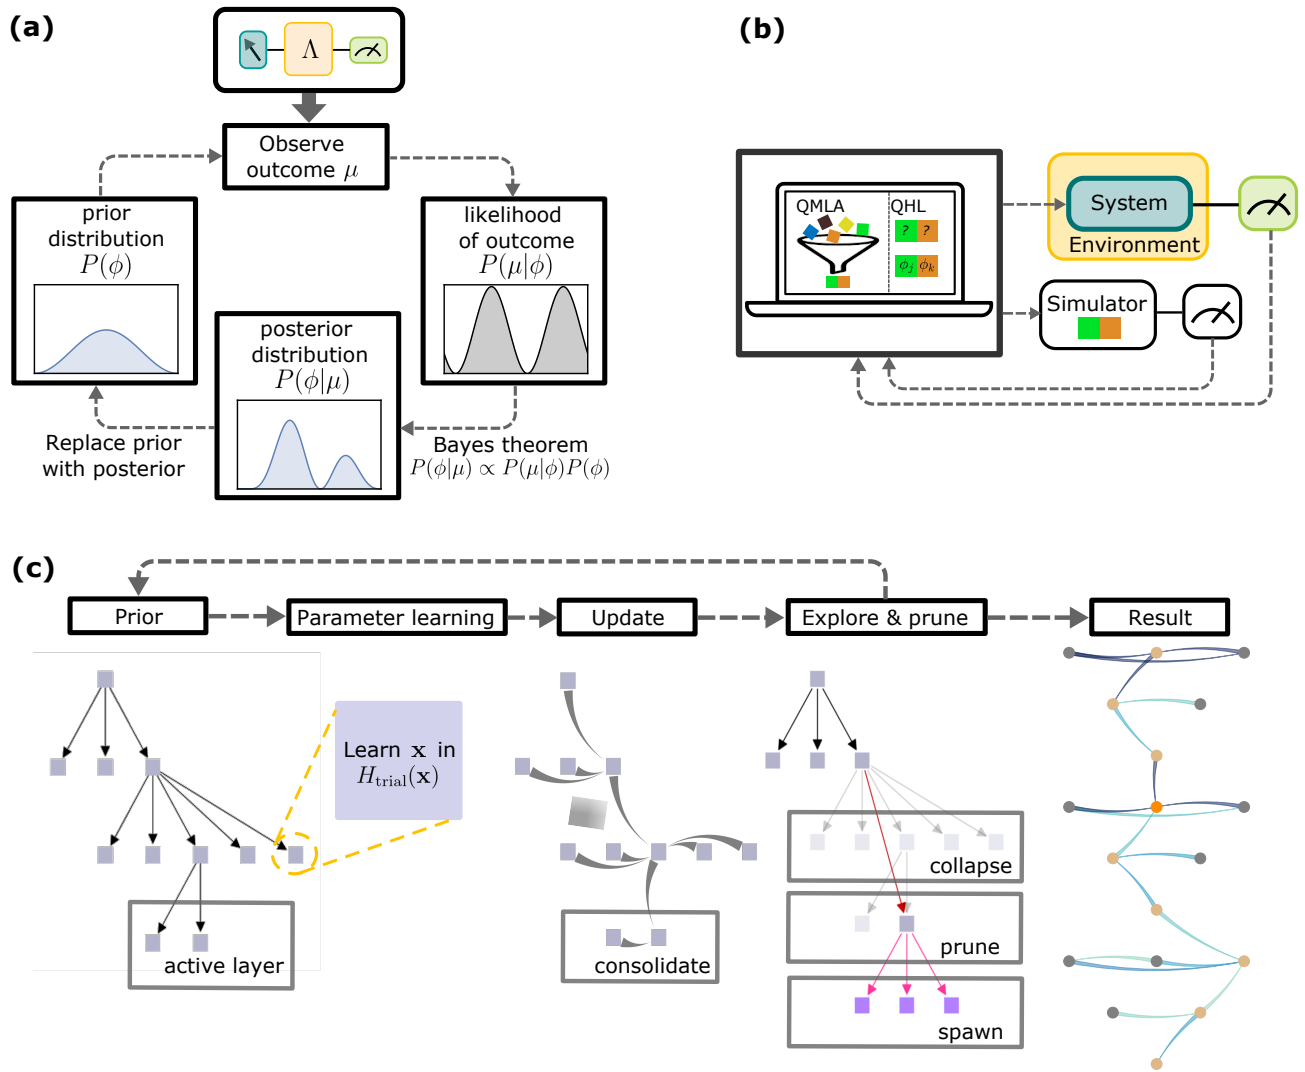 (a)
Λ
Observe
outcome μ
prior
distribution
P(ϕ)
likelihood
of outcome
P(μ|ϕ)
posterior
distribution
P(ϕ|μ)
Replace prior
with posterior
Bayes theorem
P(ϕ|μ) ∝ P(μ|ϕ)P(ϕ)
(b)
QMLA
QHL
? ?
ϕj ϕk
System
Environment
Simulator
(c)
Prior
Parameter learning
Update
Explore & prune
Result
Learn x in
Htrial(x)
active layer
consolidate
collapse
prune
spawn